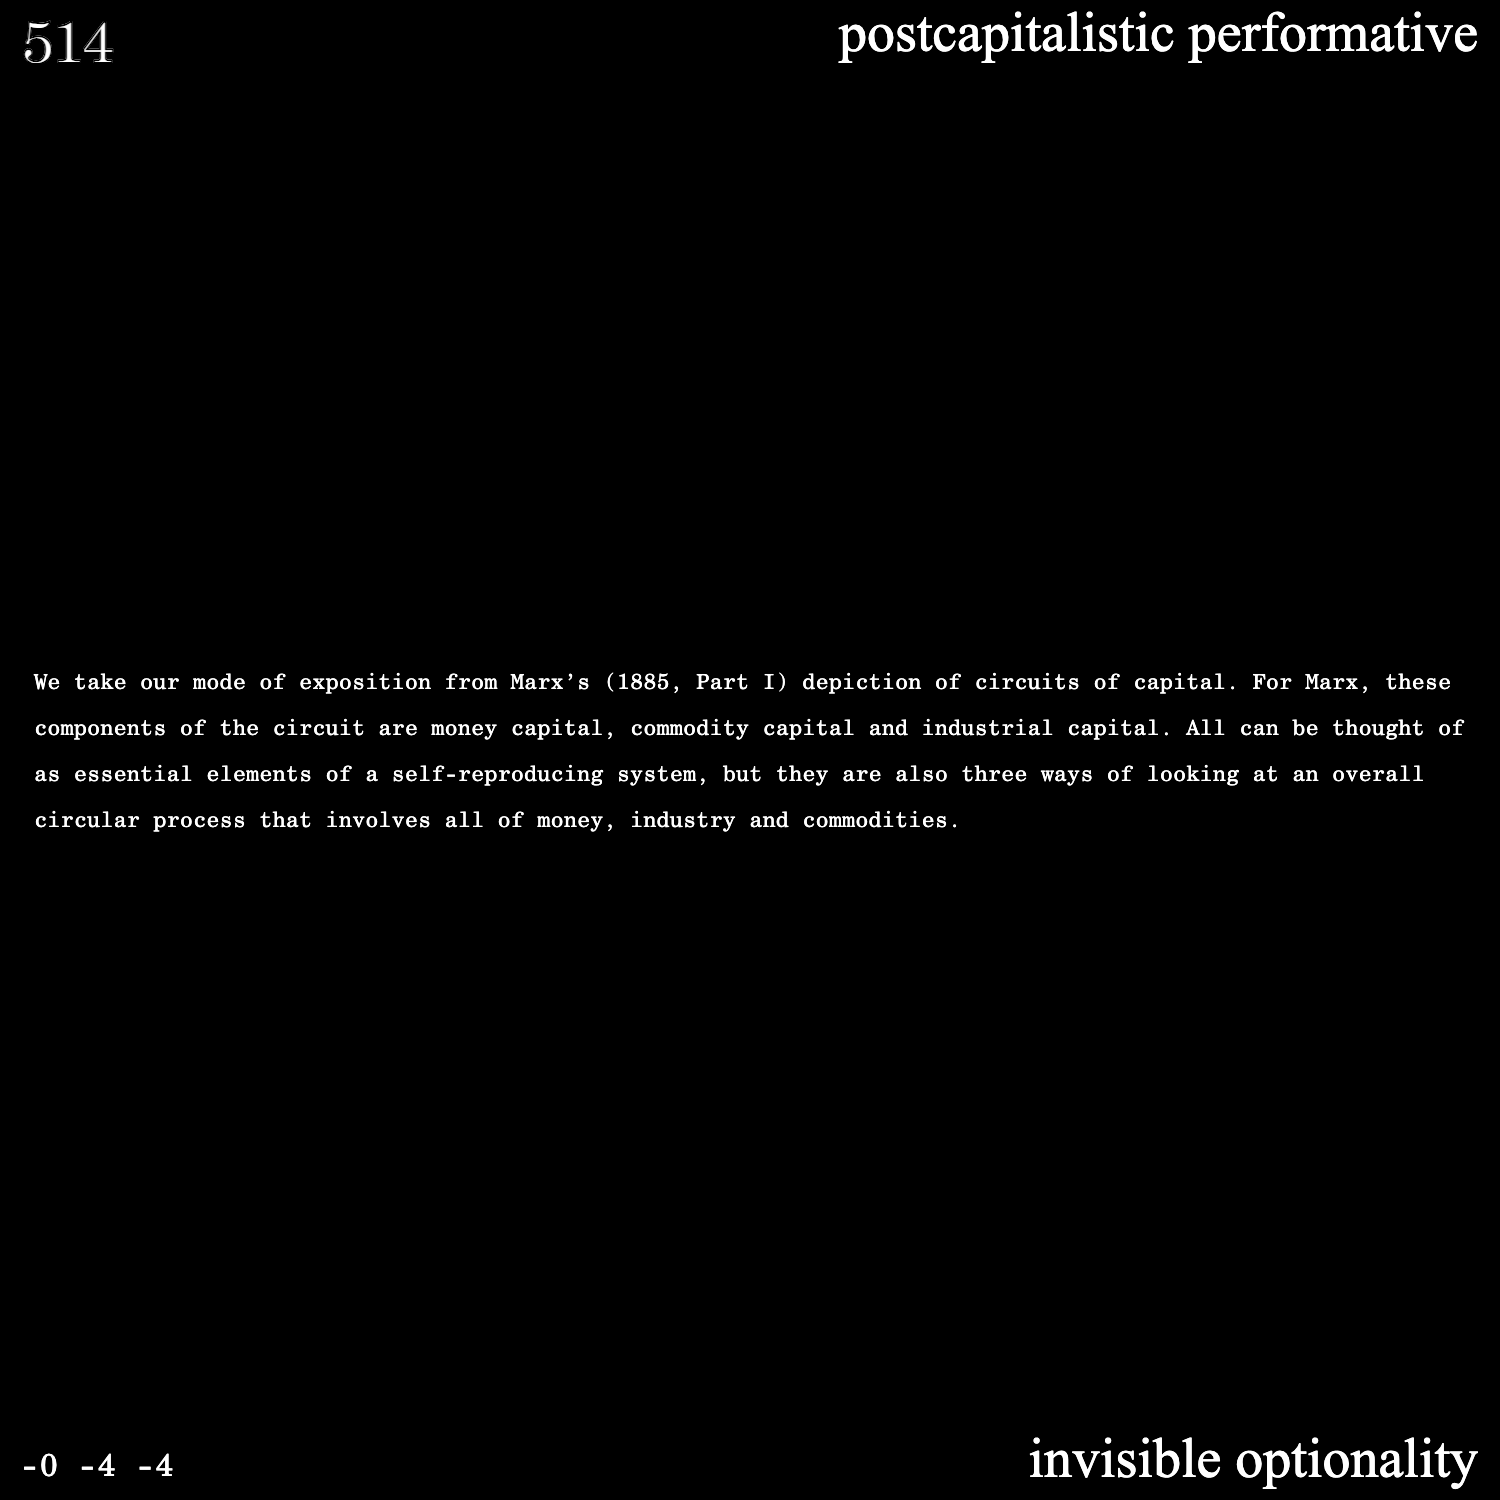 514
postcapitalistic performative
We take our mode of exposition from Marx’s (1885, Part I) depiction of circuits of capital. For Marx, these
components of the circuit are money capital, commodity capital and industrial capital. All can be thought of
as essential elements of a self-reproducing system, but they are also three ways of looking at an overall
circular process that involves all of money, industry and commodities.
-0 -4 -4
invisible optionality